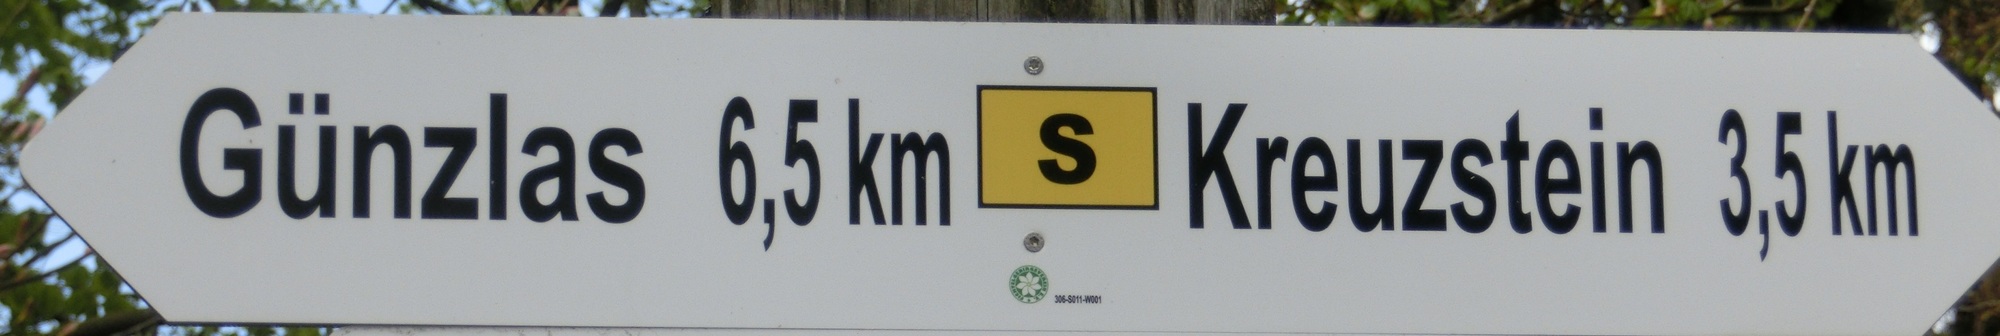 Günzlas 6,5 km S Kreuzstein 3,5 km
306-S011-W001